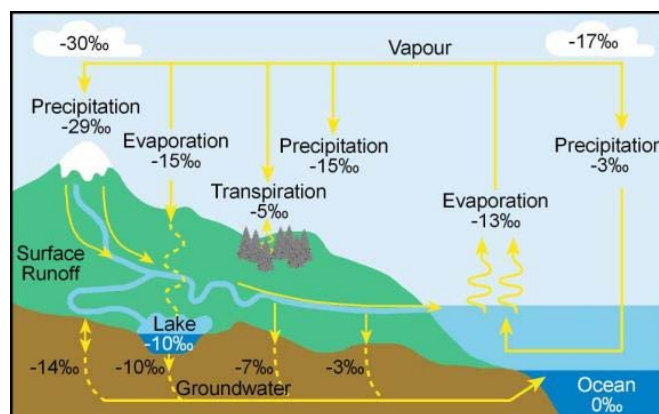 -30‰
-17‰
Vapour
Precipitation
-29‰
Evaporation
-15‰
Precipitation
-15‰
Precipitation
-3‰
Transpiration
-5‰
Evaporation
-13‰
Surface
Runoff
Lake
-10‰
-14‰
-10‰
-7‰
-3‰
Groundwater
Ocean
0‰